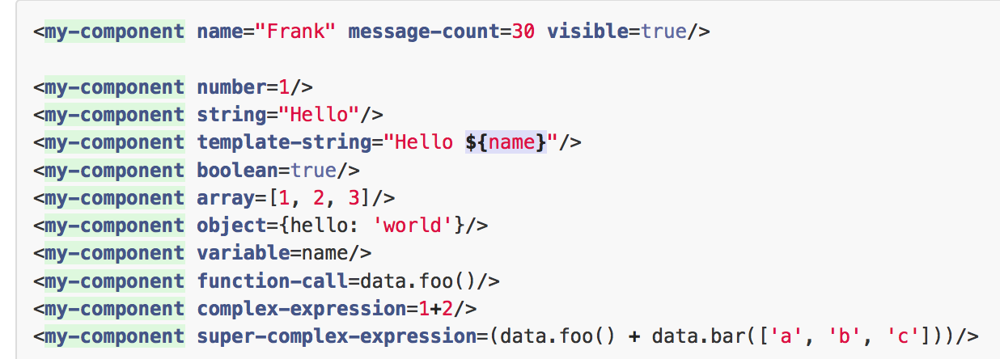 <my-component name="Frank" message-count=30 visible=true/>
<my-component number=1/>
<my-component string="Hello"/>
<my-component template-string="Hello ${name}"/>
<my-component boolean=true/>
<my-component array=[1, 2, 3]/>
<my-component object={hello: 'world'}/>
<my-component variable=name/>
<my-component function-call=data.foo()/>
<my-component complex-expression=1+2/>
<my-component super-complex-expression=(data.foo() + data.bar(['a', 'b', 'c']))/>